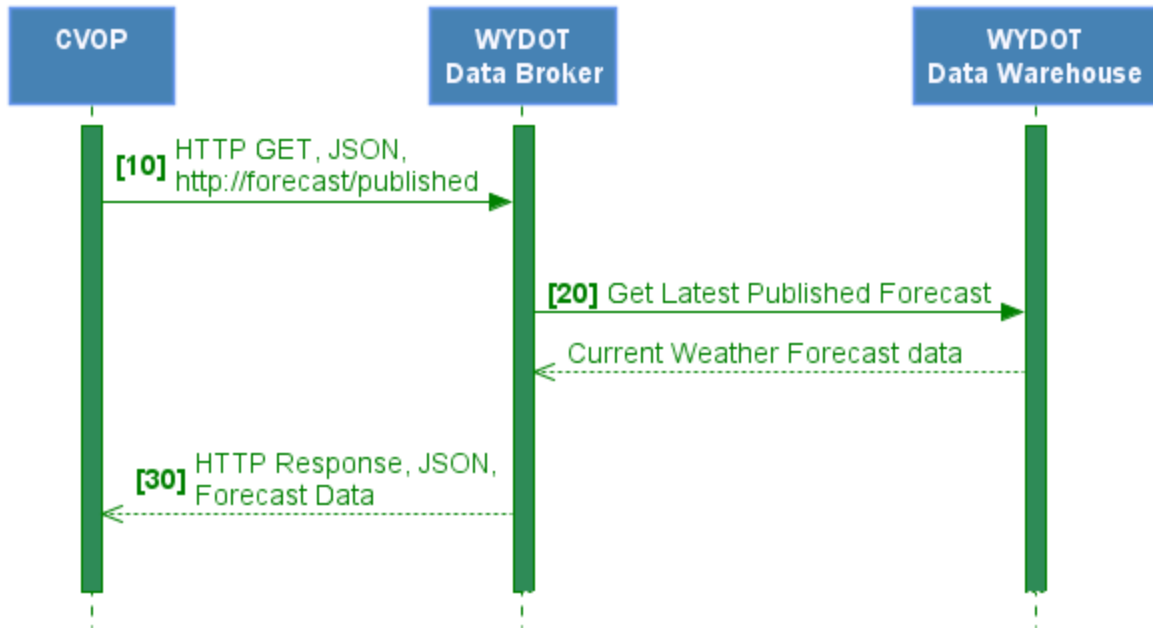 CVOP
WYDOT
Data Broker
WYDOT
Data Warehouse
[10] HTTP GET, JSON,
http://forecast/published
[20] Get Latest Published Forecast
Current Weather Forecast data
[30] HTTP Response, JSON,
Forecast Data